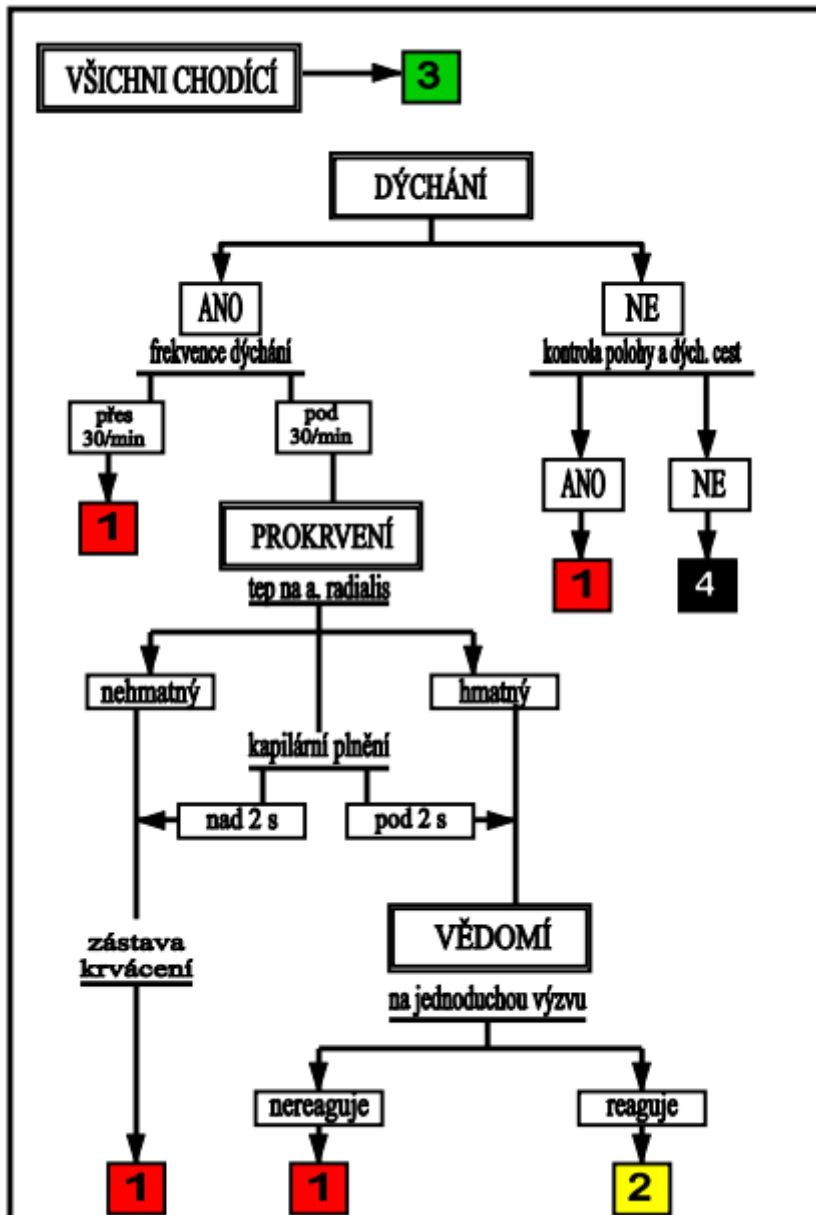 VŠICHNI CHODÍCÍ
3
DÝCHÁNÍ
ANO
NE
frekvence dýchání
kontrola polohy a dých. cest
přes
30/min
pod
30/min
ANO
NE
1
PROKRVENÍ
1
4
tep na a. radialis
nehmatný
hmatný
kapilární plnění
nad 2 s
pod 2 s
VĚDOMÍ
zástava
krvácení
na jednoduchou výzvu
nereaguje
reaguje
1
1
2